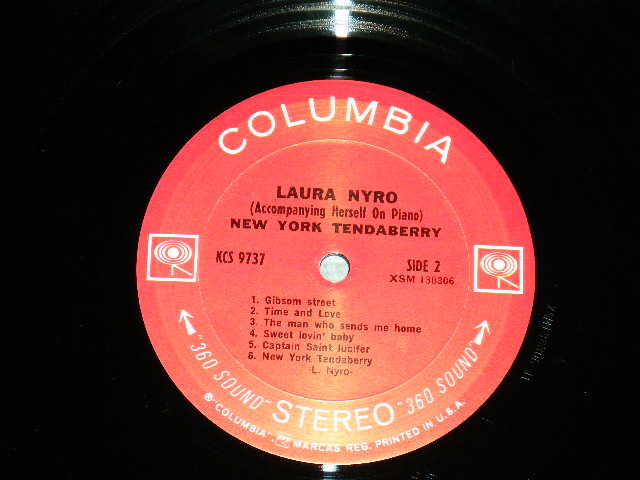 COLUMBIA
LAURA NYRO
(Accompanying Herself On Piano)
NEW YORK TENDABERRY
KCS 9737
SIDE 2
XSM 138306
1. Gibsom street
2. Time and Love
3. The man who sends me home
4. Sweet lovin' baby
5. Captain Saint lucifer
6. New York Tendaberry
-L. Nyro-
"360 SOUND" STEREO "360 SOUND"
® "COLUMBIA" MARCAS REG. PRINTED IN U.S.A.